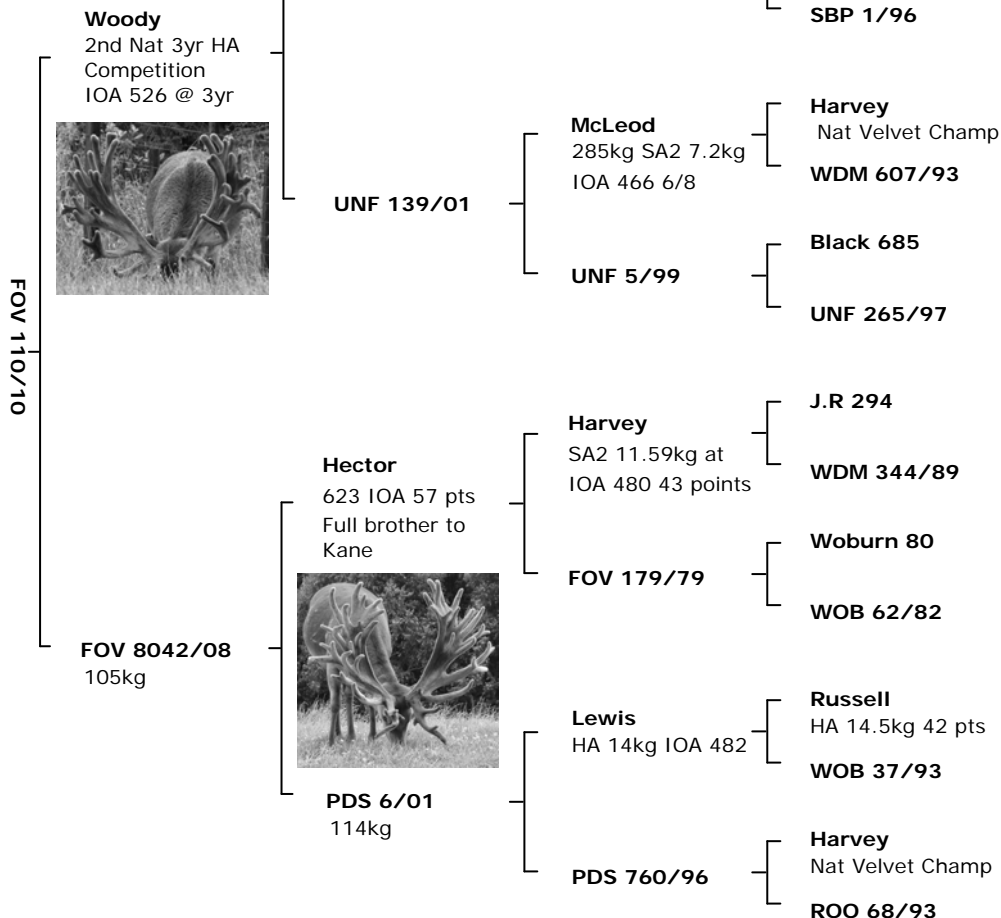 SBP 1/96
Woody
2nd Nat 3yr HA
Competition
IOA 526 @ 3yr
McLeod
285kg SA2 7.2kg
IOA 466 6/8
Harvey
Nat Velvet Champ
WDM 607/93
UNF 139/01
UNF 5/99
Black 685
UNF 265/97
FOV 110/10
Hector
623 IOA 57 pts
Full brother to
Kane
Harvey
SA2 11.59kg at
IOA 480 43 points
J.R 294
WDM 344/89
FOV 179/79
Woburn 80
WOB 62/82
FOV 8042/08
105kg
Lewis
HA 14kg IOA 482
Russell
HA 14.5kg 42 pts
WOB 37/93
PDS 6/01
114kg
PDS 760/96
Harvey
Nat Velvet Champ
ROO 68/93